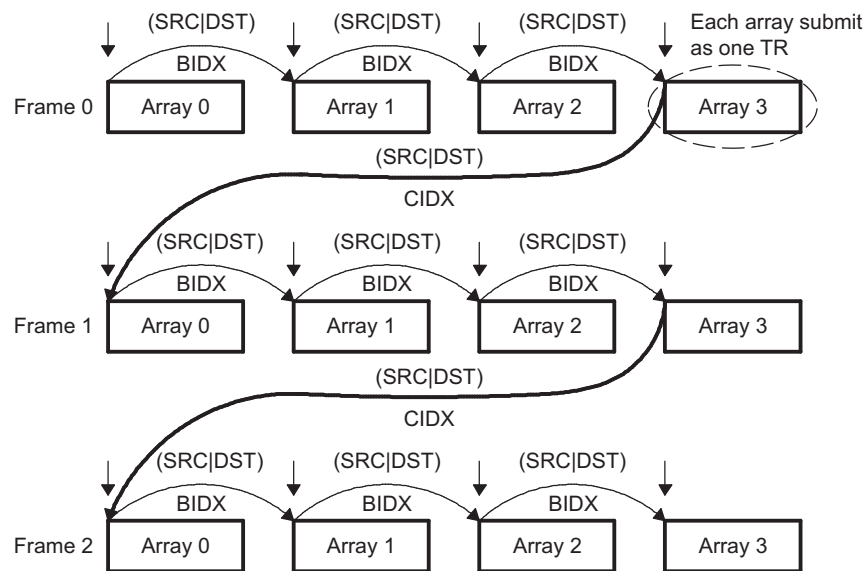 (SRC|DST) (SRC|DST) (SRC|DST) Each array submit
as one TR
BIDX BIDX BIDX
Frame 0 Array 0 Array 1 Array 2 Array 3
(SRC|DST)
CIDX
(SRC|DST) (SRC|DST) (SRC|DST)
BIDX BIDX BIDX
Frame 1 Array 0 Array 1 Array 2 Array 3
(SRC|DST)
CIDX
(SRC|DST) (SRC|DST) (SRC|DST)
BIDX BIDX BIDX
Frame 2 Array 0 Array 1 Array 2 Array 3